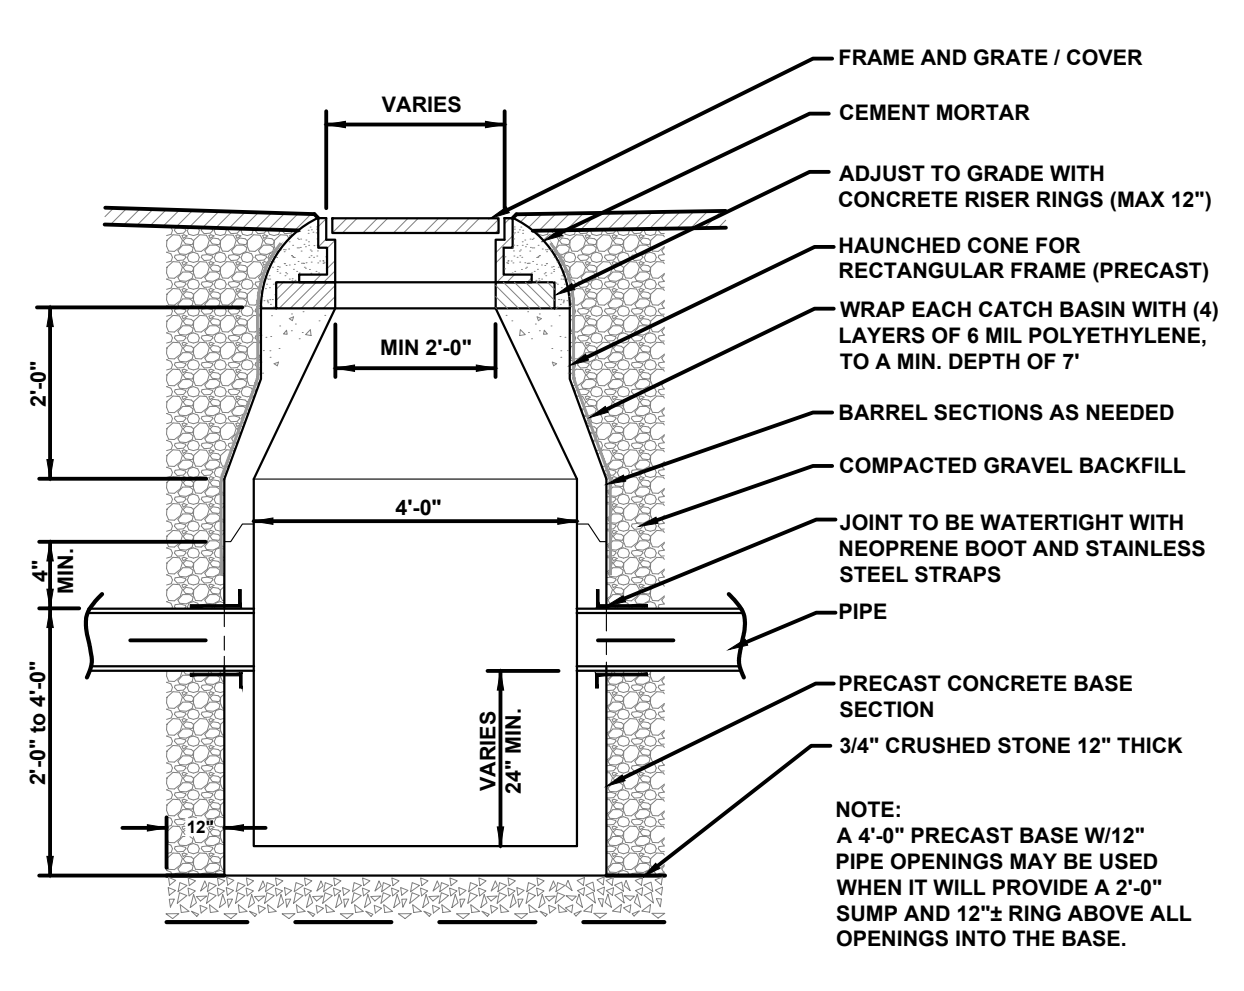 FRAME AND GRATE / COVER
VARIES
CEMENT MORTAR
ADJUST TO GRADE WITH
CONCRETE RISER RINGS (MAX 12")
HAUNCHED CONE FOR
RECTANGULAR FRAME (PRECAST)
WRAP EACH CATCH BASIN WITH (4)
LAYERS OF 6 MIL POLYETHYLENE,
TO A MIN. DEPTH OF 7'
MIN 2'-0"
2'-0"
BARREL SECTIONS AS NEEDED
COMPACTED GRAVEL BACKFILL
4'-0"
JOINT TO BE WATERTIGHT WITH
NEOPRENE BOOT AND STAINLESS
STEEL STRAPS
4"
MIN.
PIPE
PRECAST CONCRETE BASE
SECTION
2'-0" to 4'-0"
VARIES
24" MIN.
3/4" CRUSHED STONE 12" THICK
12"
NOTE:
A 4'-0" PRECAST BASE W/12"
PIPE OPENINGS MAY BE USED
WHEN IT WILL PROVIDE A 2'-0"
SUMP AND 12"± RING ABOVE ALL
OPENINGS INTO THE BASE.